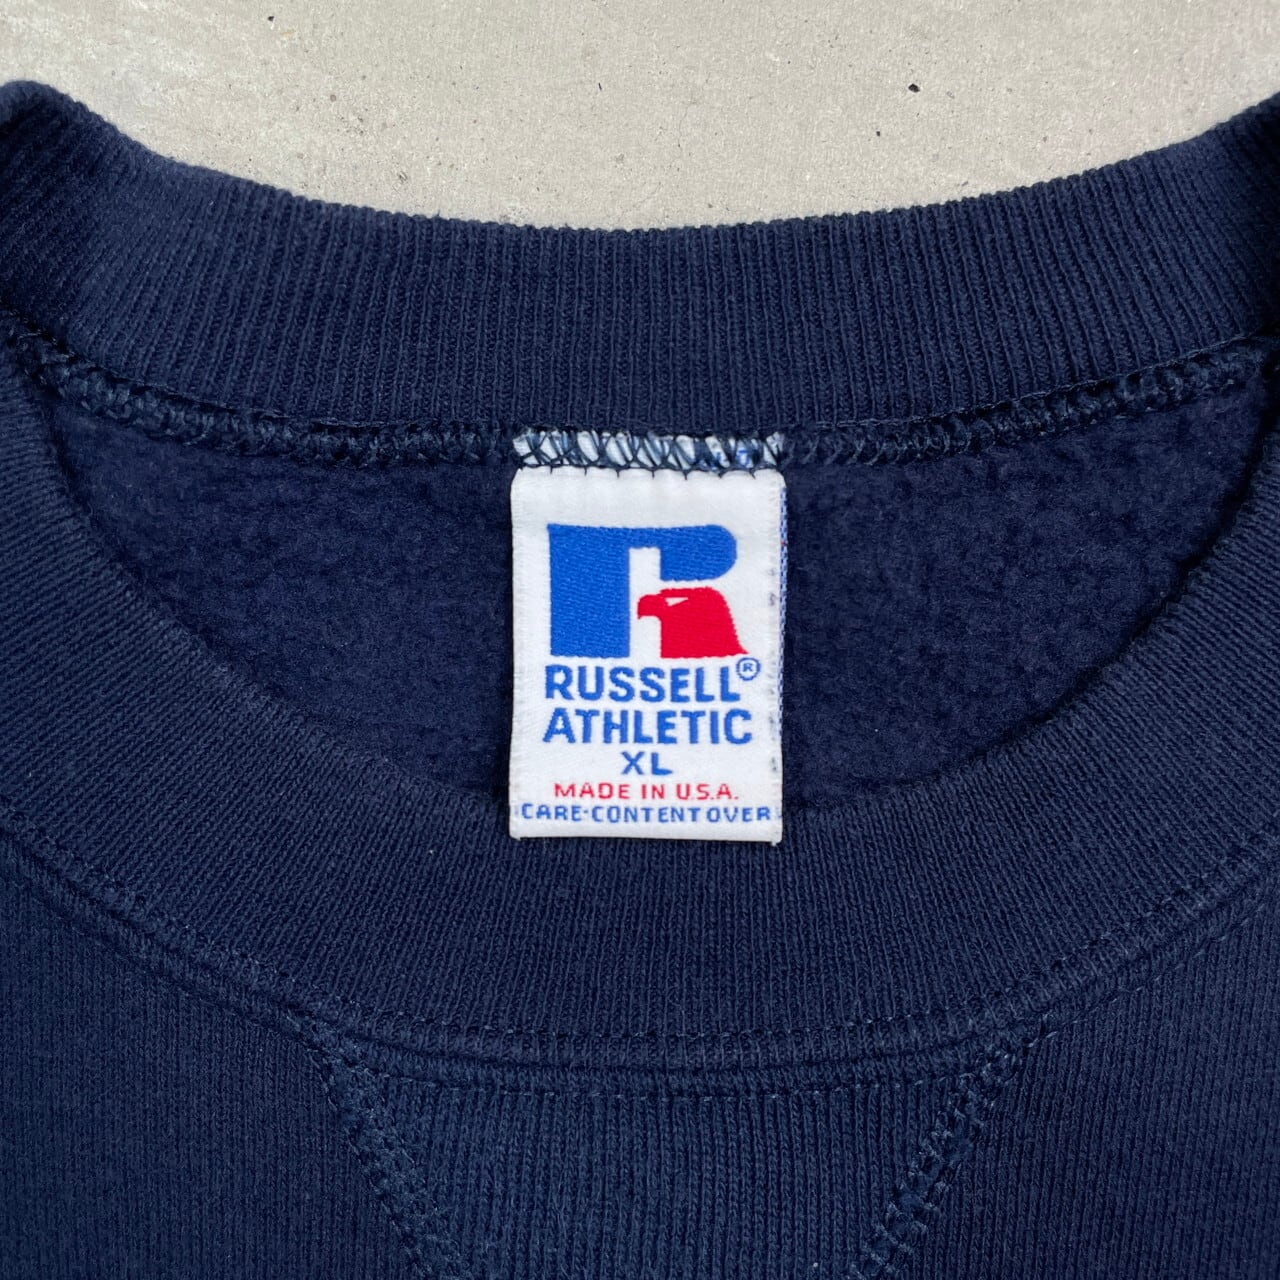 R
RUSSELL®
ATHLETIC
XL
MADE IN U.S.A.
CARE-CONTENT OVER